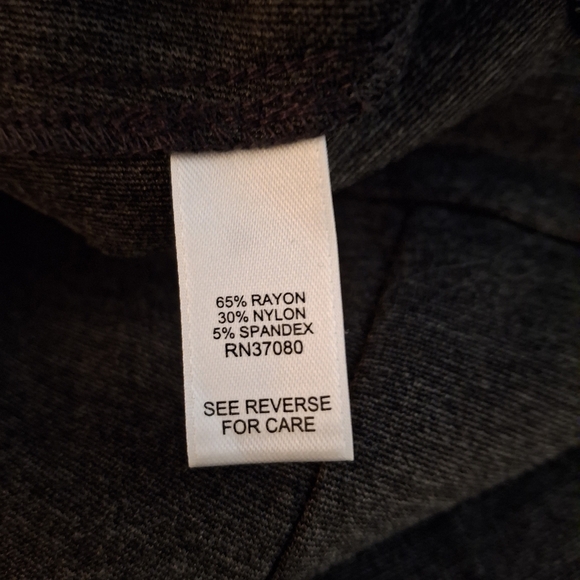 65% RAYON
30% NYLON
5% SPANDEX
RN37080
SEE REVERSE
FOR CARE